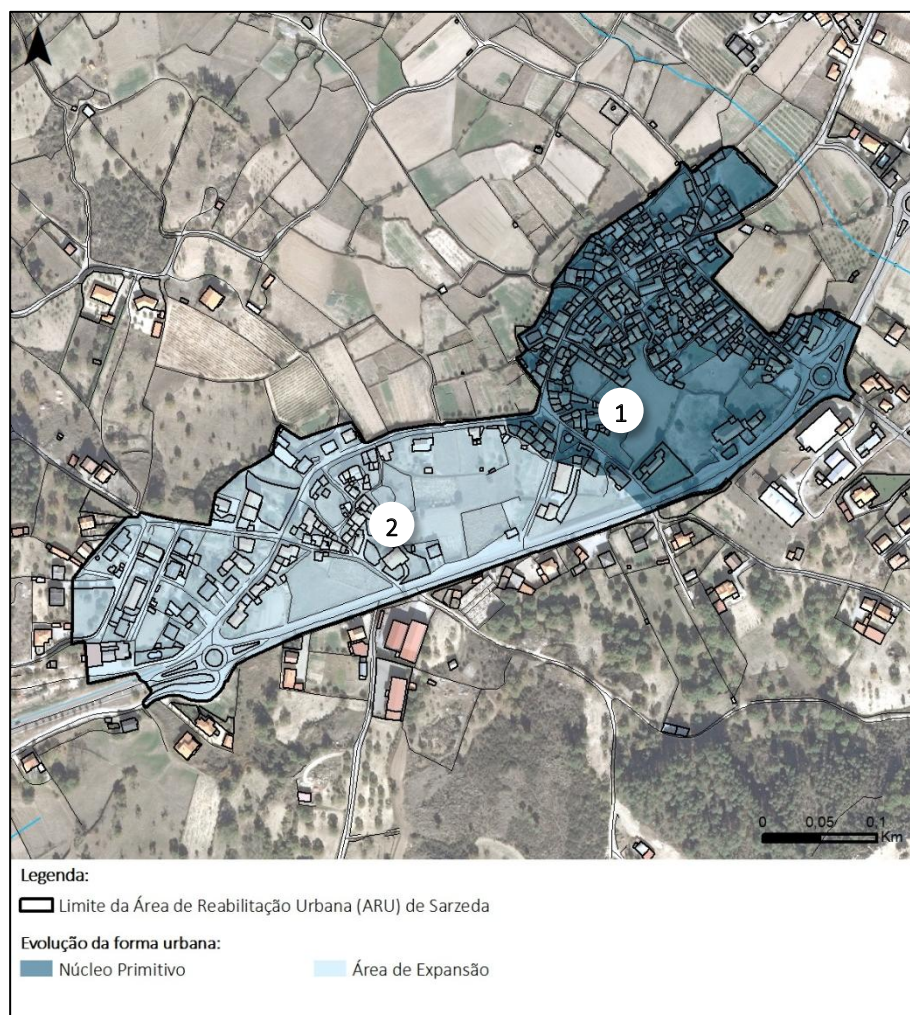 1
2
0 0,05 0,1
Km
Legenda:
Limite da Área de Reabilitação Urbana (ARU) de Sarzeda
Evolução da forma urbana:
Núcleo Primitivo Área de Expansão